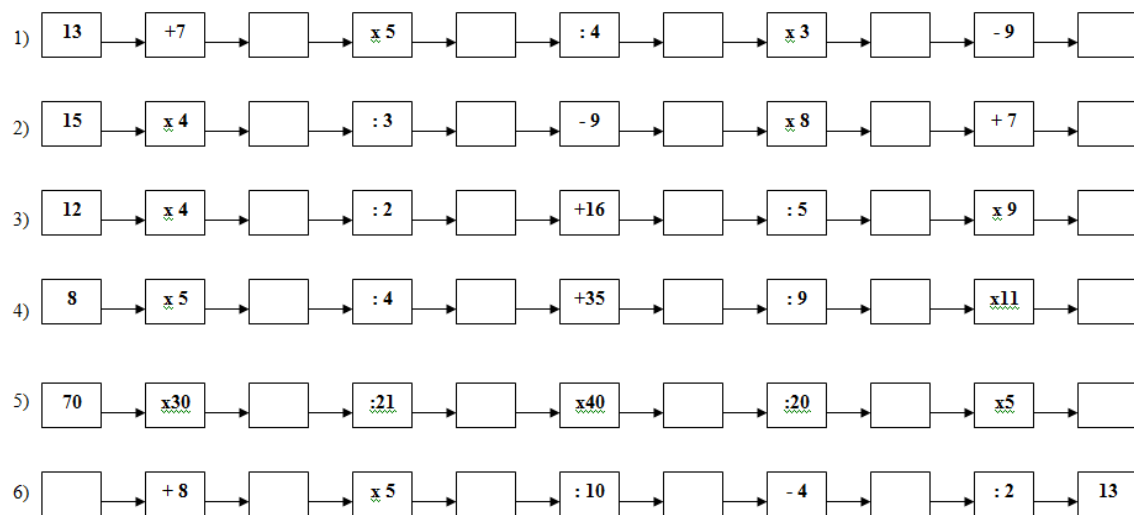 1) 13 +7 x 5 : 4 x 3 - 9
2) 15 x 4 : 3 - 9 x 8 + 7
3) 12 x 4 : 2 +16 : 5 x 9
4) 8 x 5 : 4 +35 : 9 x11
5) 70 x30 :21 x40 :20 x5
6) + 8 x 5 : 10 - 4 : 2 13